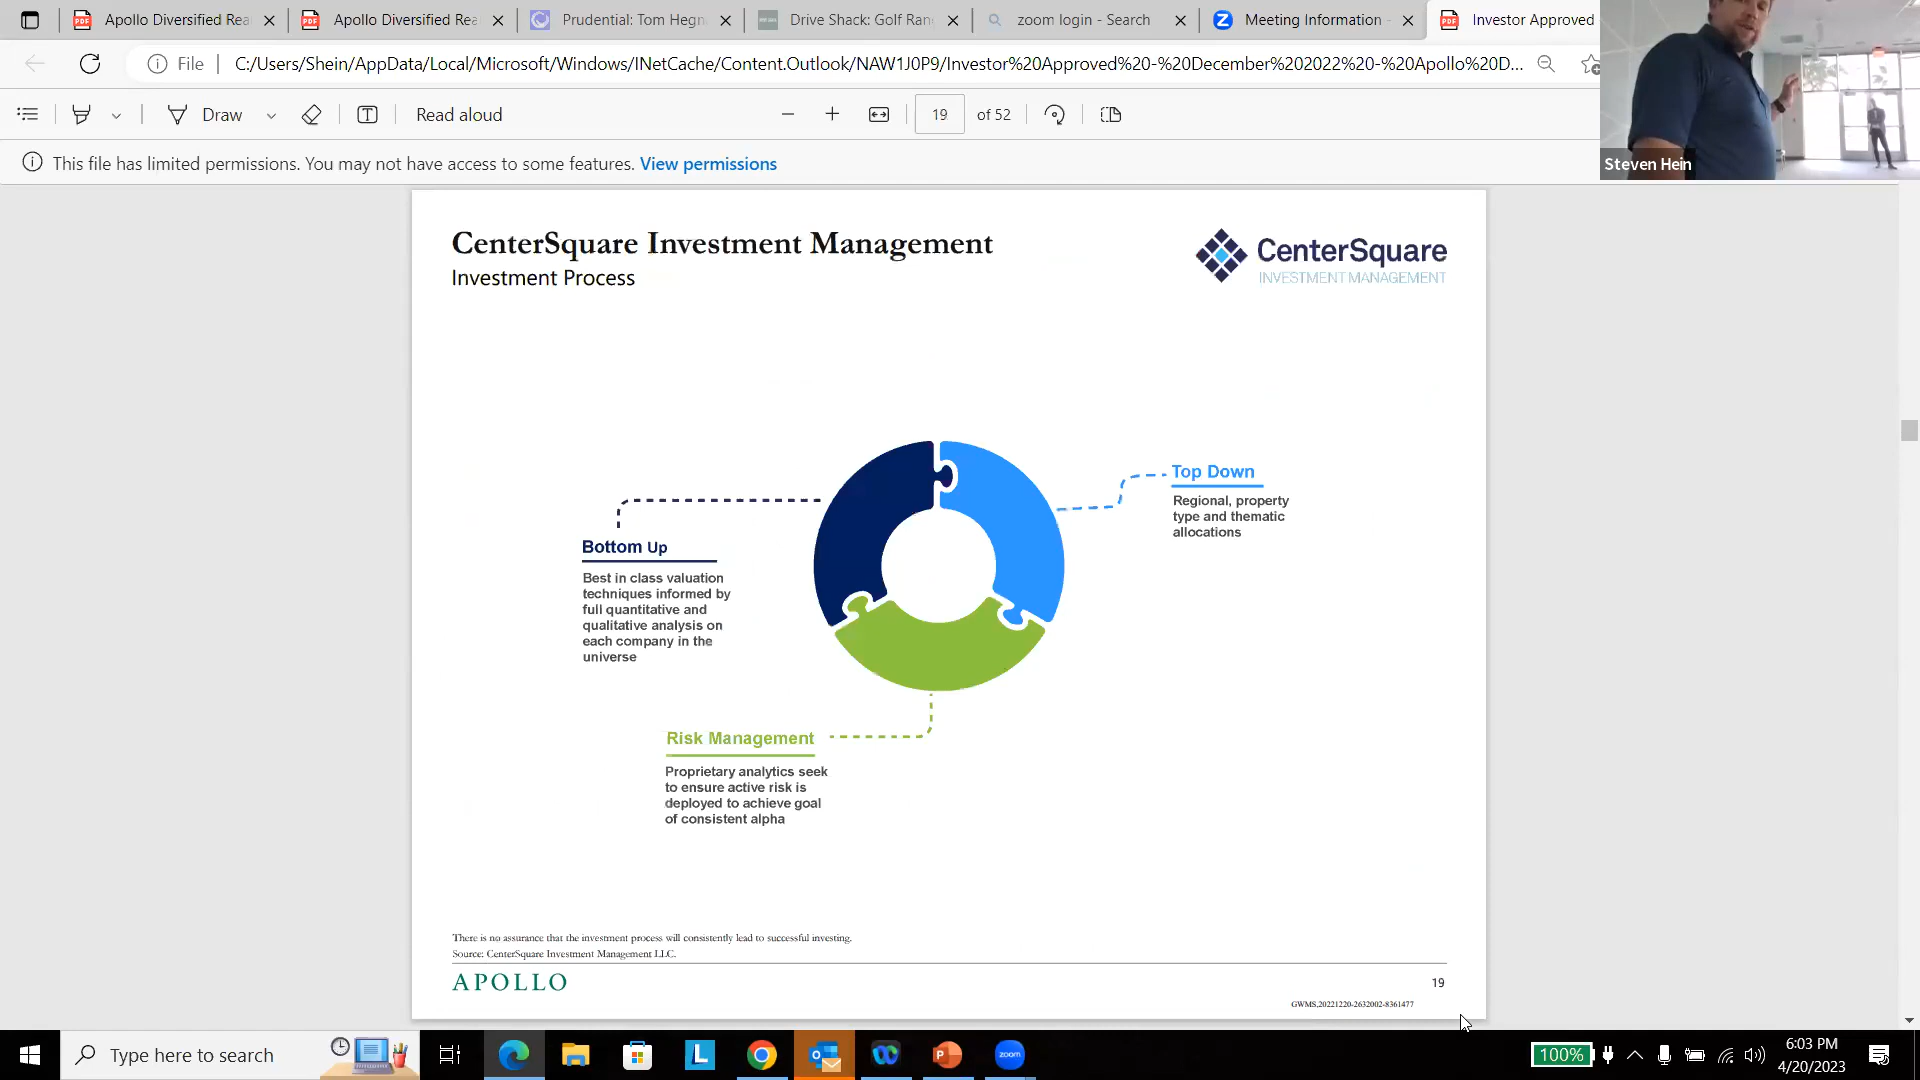 Apollo Diversified Rea
Apollo Diversified Rea
Prudential: Tom Hegn
Drive Shack: Golf Ran
zoom login - Search
Meeting Information -
Investor Approved
File
C:/Users/Shein/AppData/Local/Microsoft/Windows/INetCache/Content.Outlook/NAW1J0P9/Investor%20Approved%20-%20December%202022%20-%20Apollo%20D...
Draw
Read aloud
19 of 52
This file has limited permissions. You may not have access to some features. View permissions
Steven Hein
CenterSquare Investment Management
Investment Process
CenterSquare
INVESTMENT MANAGEMENT
Top Down
Regional, property
type and thematic
allocations
Bottom Up
Best in class valuation
techniques informed by
full quantitative and
qualitative analysis on
each company in the
universe
Risk Management
Proprietary analytics seek
to ensure active risk is
deployed to achieve goal
of consistent alpha
There is no assurance that the investment process will consistently lead to successful investing.
Source: CenterSquare Investment Management LLC.
APOLLO
19
GWMS,20221220-2632002-8361477
Type here to search
zoom
100%
6:03 PM
4/20/2023